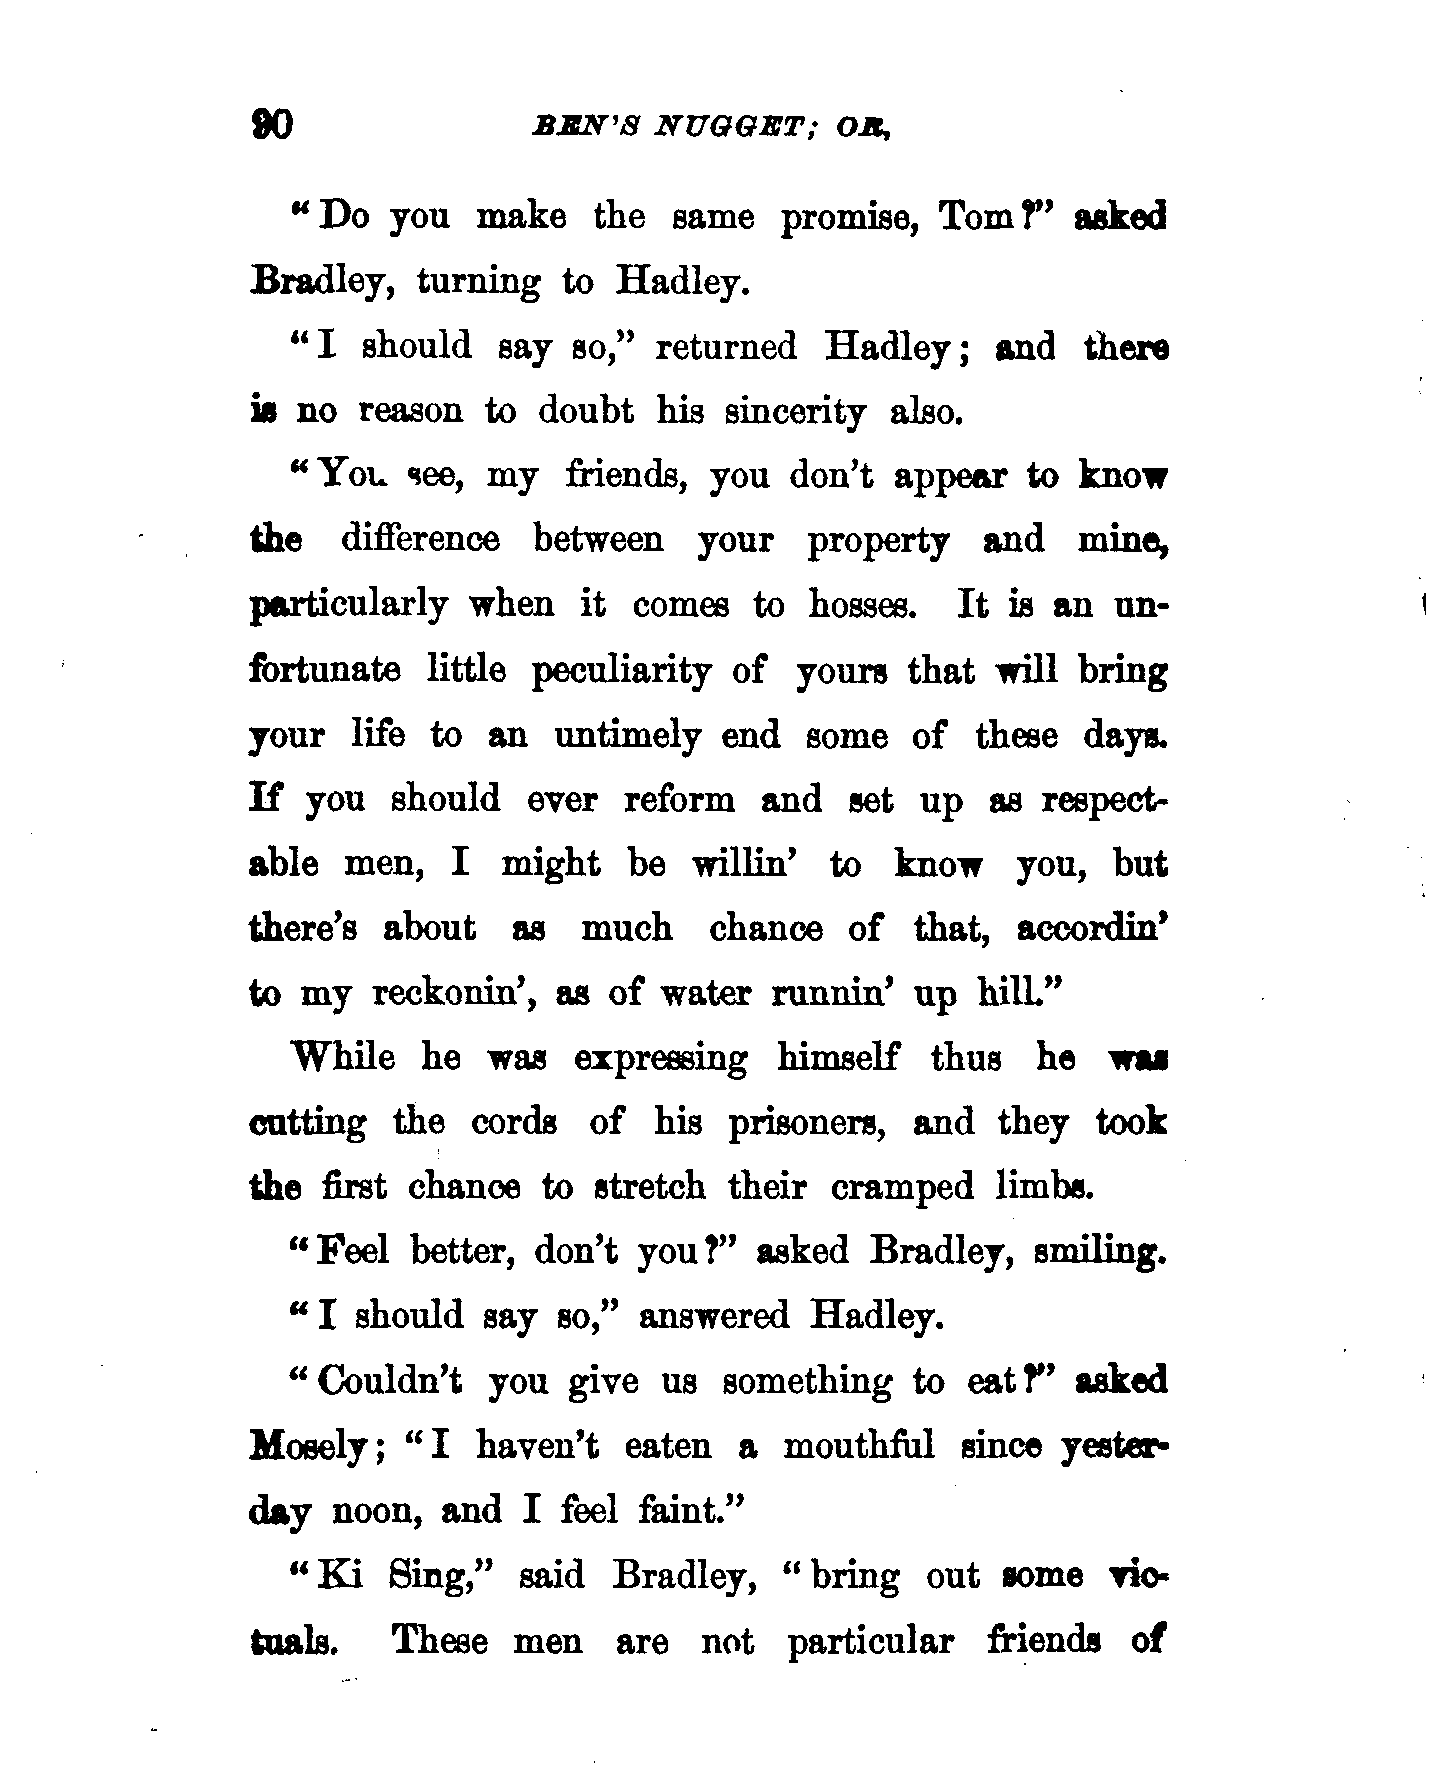 90 BEN'S NUGGET; OR,
"Do you make the same promise, Tom?" asked
Bradley, turning to Hadley.
"I should say so," returned Hadley; and there
is no reason to doubt his sincerity also.
"You see, my friends, you don't appear to know
the difference between your property and mine,
particularly when it comes to hosses. It is an un-
fortunate little peculiarity of yours that will bring
your life to an untimely end some of these days.
If you should ever reform and set up as respect-
able men, I might be willin' to know you, but
there's about as much chance of that, accordin'
to my reckonin', as of water runnin' up hill."
While he was expressing himself thus he was
cutting the cords of his prisoners, and they took
the first chance to stretch their cramped limbs.
"Feel better, don't you?" asked Bradley, smiling.
"I should say so," answered Hadley.
"Couldn't you give us something to eat?" asked
Mosely; "I haven't eaten a mouthful since yester-
day noon, and I feel faint."
"Ki Sing," said Bradley, "bring out some vic-
tuals. These men are not particular friends of